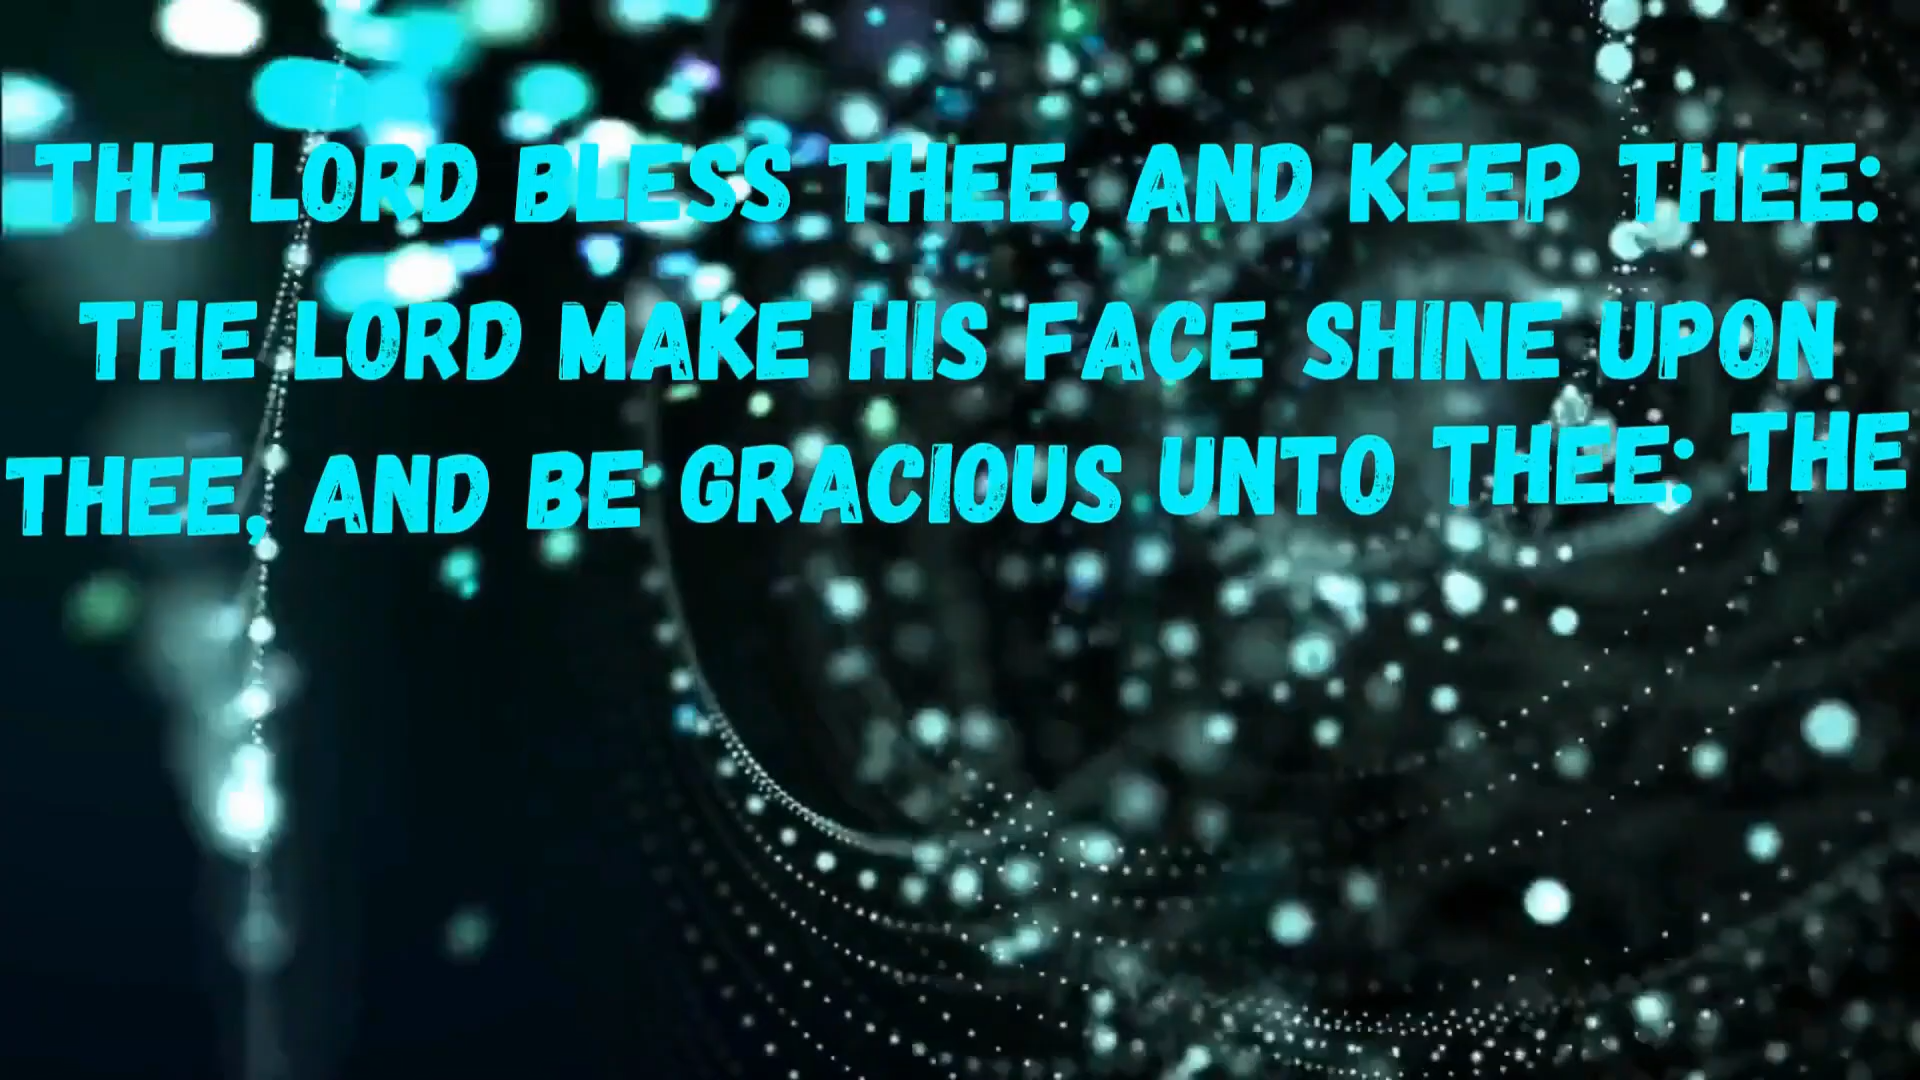 THE LORD BLESS THEE, AND KEEP THEE:
THE LORD MAKE HIS FACE SHINE UPON
THEE, AND BE GRACIOUS UNTO THEE: THE